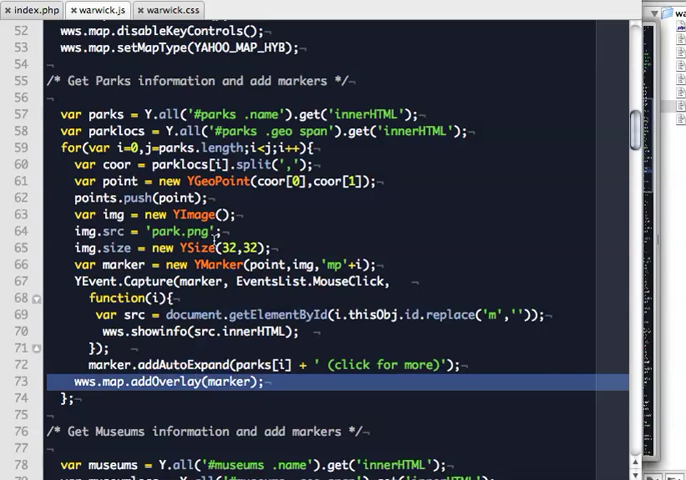 index.php
warwick.js
warwick.css
wa
52 wws.map.disableKeyControls();
53 wws.map.setMapType(YAHOO_MAP_HYB);
54
55 /* Get Parks information and add markers */
56
57 var parks = Y.all('#parks .name').get('innerHTML');
58 var parklocs = Y.all('#parks .geo span').get('innerHTML');
59 for(var i=0,j=parks.length;i<j;i++){
60 var coor = parklocs[i].split(',');
61 var point = new YGeoPoint(coor[0],coor[1]);
62 points.push(point);
63 var img = new YImage();
64 img.src = 'park.png';
65 img.size = new YSize(32,32);
66 var marker = new YMarker(point,img,'mp'+i);
67 YEvent.Capture(marker, EventsList.MouseClick,
68 function(i){
69 var src = document.getElementById(i.thisObj.id.replace('m',''));
70 wws.showinfo(src.innerHTML);
71 });
72 marker.addAutoExpand(parks[i] + ' (click for more)');
73 wws.map.addOverlay(marker);
74 };
75
76 /* Get Museums information and add markers */
77
78 var museums = Y.all('#museums .name').get('innerHTML');